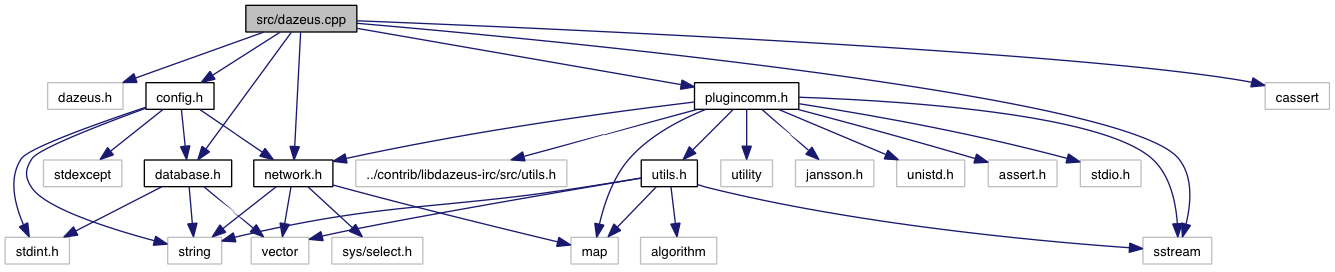 src/dazeus.cpp
dazeus.h
config.h
plugincomm.h
cassert
stdexcept
database.h
network.h
../contrib/libdazeus-irc/src/utils.h
utils.h
utility
jansson.h
unistd.h
assert.h
stdio.h
stdint.h
string
vector
sys/select.h
map
algorithm
sstream